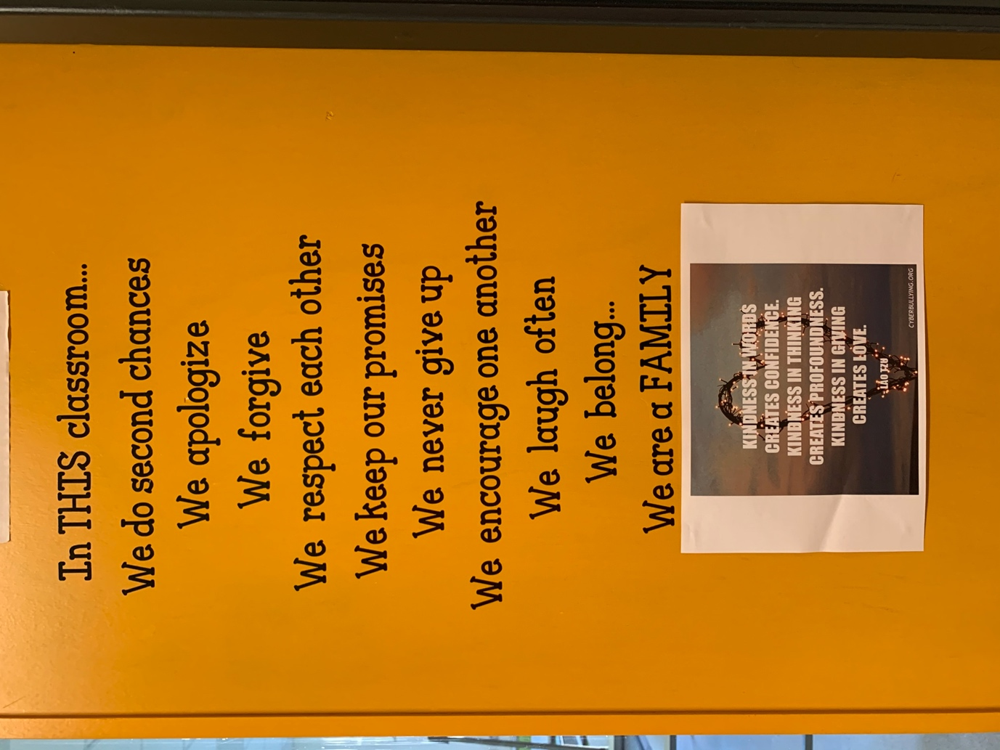 In THIS classroom...
We do second chances
We apologize
We forgive
We respect each other
We keep our promises
We never give up
We encourage one another
We laugh often
We belong...
We are a FAMILY
KINDNESS IN WORDS
CREATES CONFIDENCE.
KINDNESS IN THINKING
CREATES PROFOUNDNESS.
KINDNESS IN GIVING
CREATES LOVE.
-LAO TZU
CYBERBULLYING.ORG